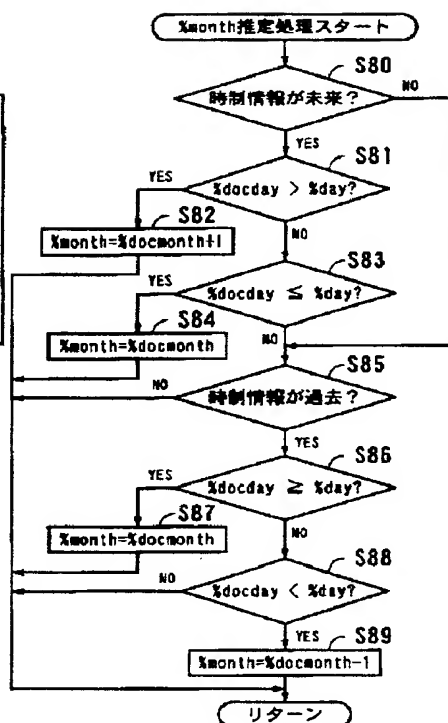 %month推定処理スタート
S80
時制情報が未来?
NO
YES
S81
%docday > %day?
YES
S82
%month=%docmonth+1
NO
S83
%docday ≦ %day?
YES
S84
%month=%docmonth
NO
S85
時制情報が過去?
NO
YES
S86
%docday ≧ %day?
YES
S87
%month=%docmonth
NO
S88
%docday < %day?
NO
YES
S89
%month=%docmonth-1
リターン